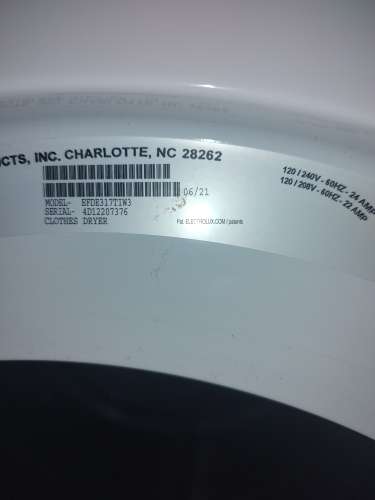 CTS, INC. CHARLOTTE, NC 28262
06/21
MODEL- EFDE317TIW3
SERIAL- 4D12207376
CLOTHES DRYER
Pat. ELECTROLUX.COM / patents
120 / 240V - 60HZ - 24 AMP
120 / 208V - 60HZ - 22 AMP